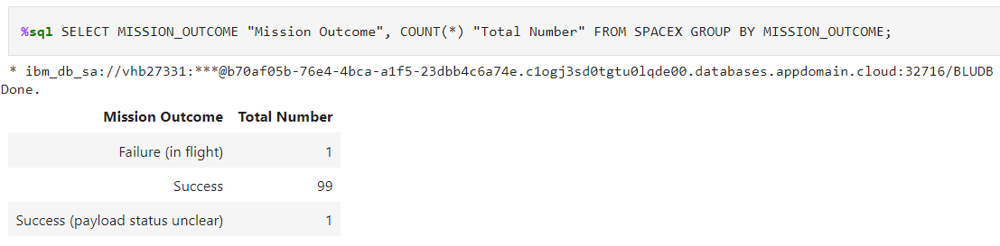 %sql SELECT MISSION_OUTCOME "Mission Outcome", COUNT(*) "Total Number" FROM SPACEX GROUP BY MISSION_OUTCOME;
* ibm_db_sa://vhb27331:***@b70af05b-76e4-4bca-a1f5-23dbb4c6a74e.c1ogj3sd0tgtu0lqde00.databases.appdomain.cloud:32716/BLUDB
Done.
Mission Outcome Total Number
Failure (in flight) 1
Success 99
Success (payload status unclear) 1